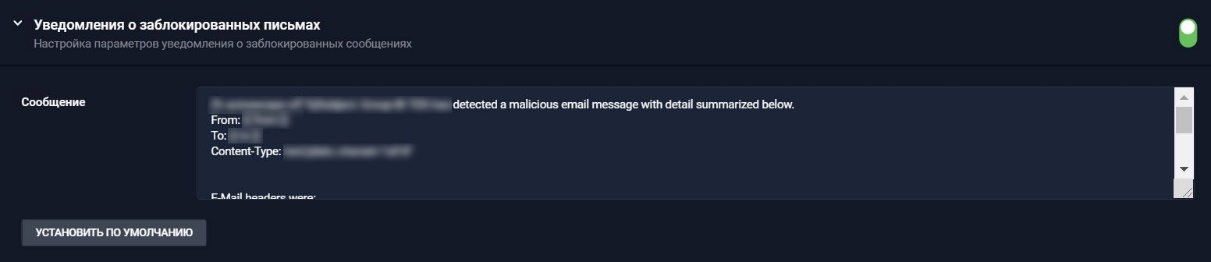 Уведомления о заблокированных письмах
Настройка параметров уведомления о заблокированных сообщениях
Сообщение
detected a malicious email message with detail summarized below.
From:
To:
Content-Type:
E-Mail headers were:
УСТАНОВИТЬ ПО УМОЛЧАНИЮ